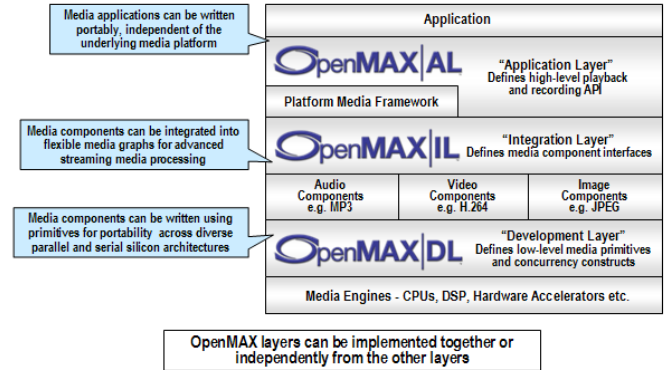 Media applications can be written
portably, independent of the
underlying media platform
Application
OpenMAX|AL
"Application Layer"
Defines high-level playback
and recording API
Platform Media Framework
Media components can be integrated into
flexible media graphs for advanced
streaming media processing
OpenMAX|IL
"Integration Layer"
Defines media component interfaces
Audio
Components
e.g. MP3
Video
Components
e.g. H.264
Image
Components
e.g. JPEG
Media components can be written using
primitives for portability across diverse
parallel and serial silicon architectures
OpenMAX|DL
"Development Layer"
Defines low-level media primitives
and concurrency constructs
Media Engines - CPUs, DSP, Hardware Accelerators etc.
OpenMAX layers can be implemented together or
independently from the other layers